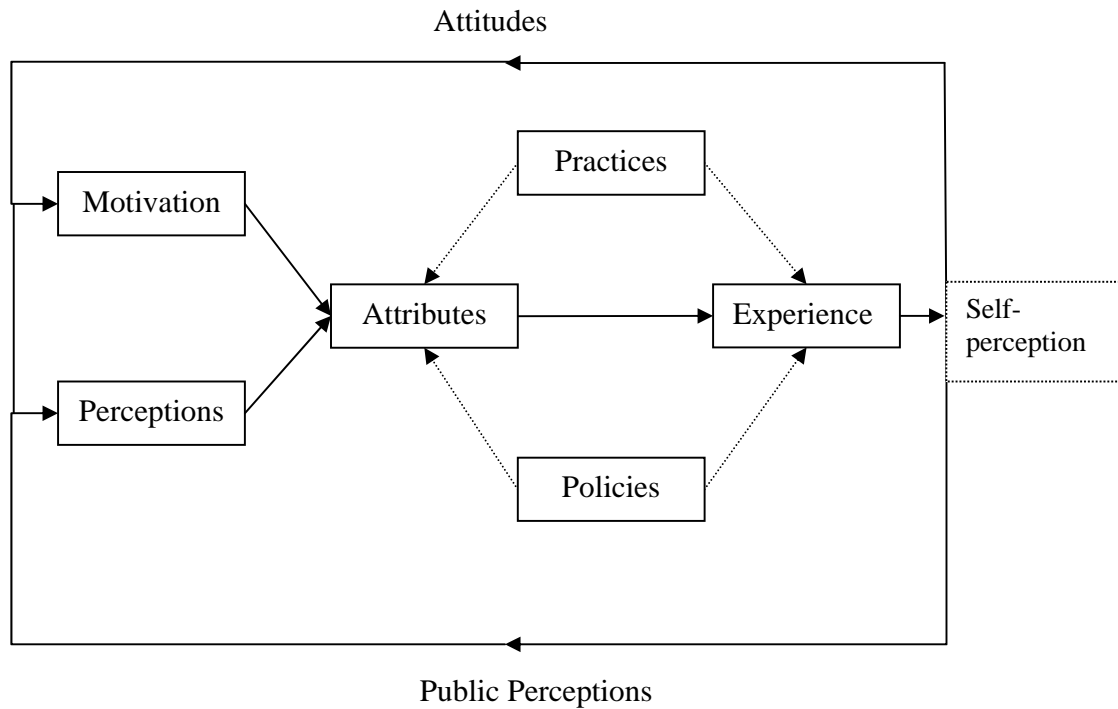 Attitudes
Practices
Motivation
Attributes
Experience
Self-
perception
Perceptions
Policies
Public Perceptions